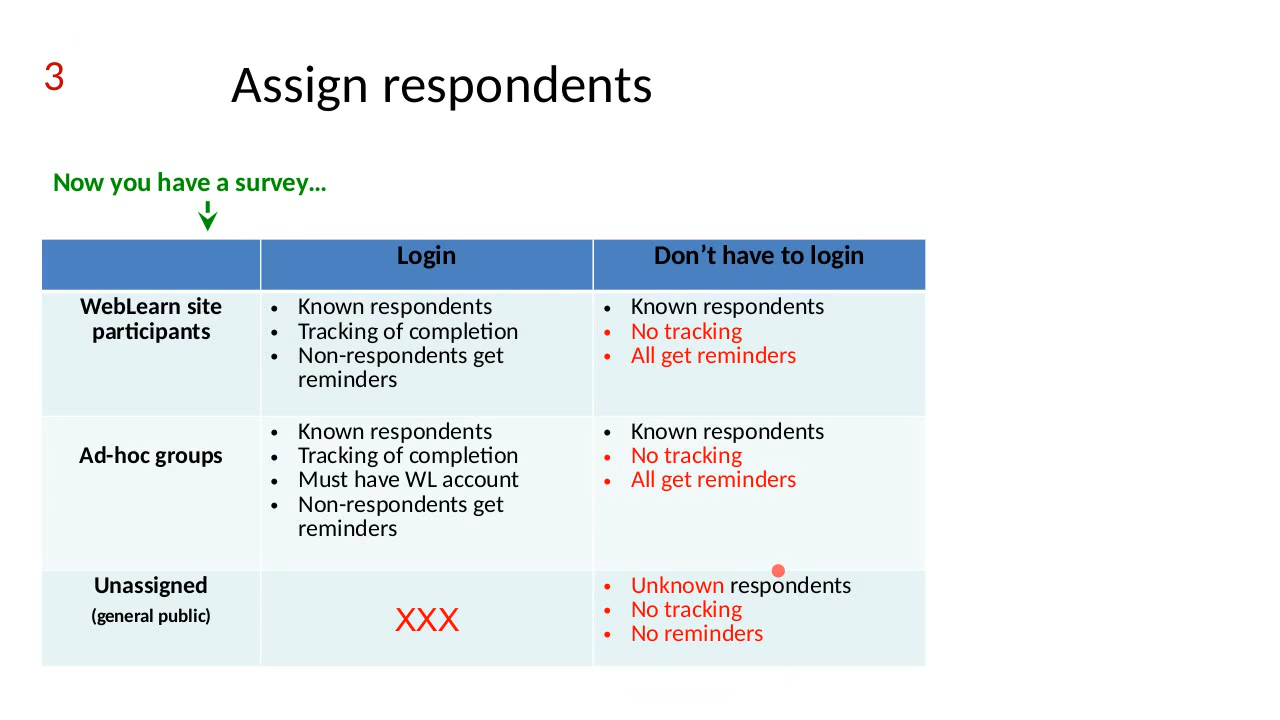 3
Assign respondents
Now you have a survey…
Login
Don’t have to login
WebLearn site
participants
• Known respondents
• Tracking of completion
• Non-respondents get
reminders
• Known respondents
• No tracking
• All get reminders
Ad-hoc groups
• Known respondents
• Tracking of completion
• Must have WL account
• Non-respondents get
reminders
• Known respondents
• No tracking
• All get reminders
Unassigned
(general public)
XXX
• Unknown respondents
• No tracking
• No reminders